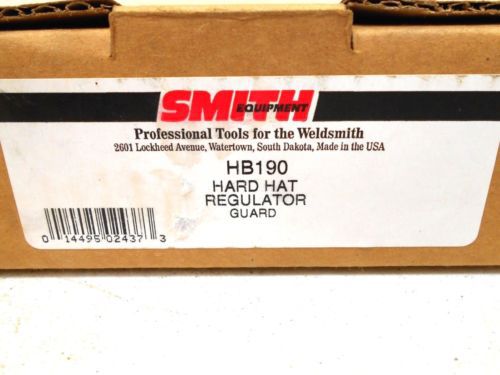 SMITH
EQUIPMENT
Professional Tools for the Weldsmith
2601 Lockheed Avenue, Watertown, South Dakota, Made in the USA
HB190
HARD HAT
REGULATOR
GUARD
0 14495 02437 3